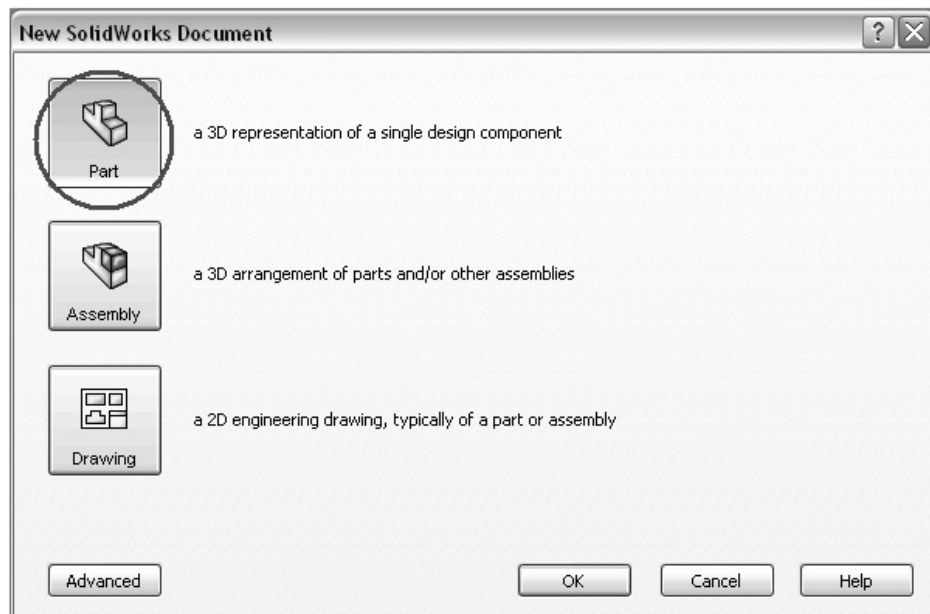 New SolidWorks Document
Part
a 3D representation of a single design component
Assembly
a 3D arrangement of parts and/or other assemblies
Drawing
a 2D engineering drawing, typically of a part or assembly
Advanced
OK
Cancel
Help